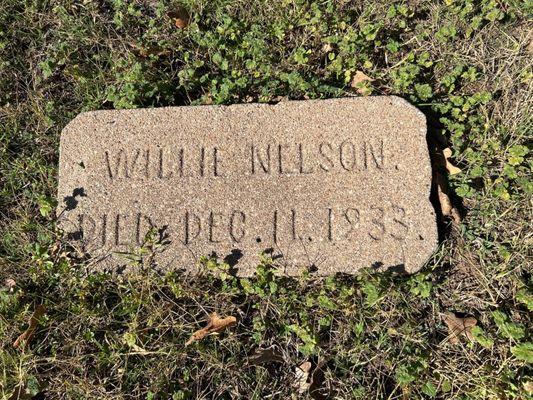 WILLIE NELSON.
DIED DEC. 11. 1933.